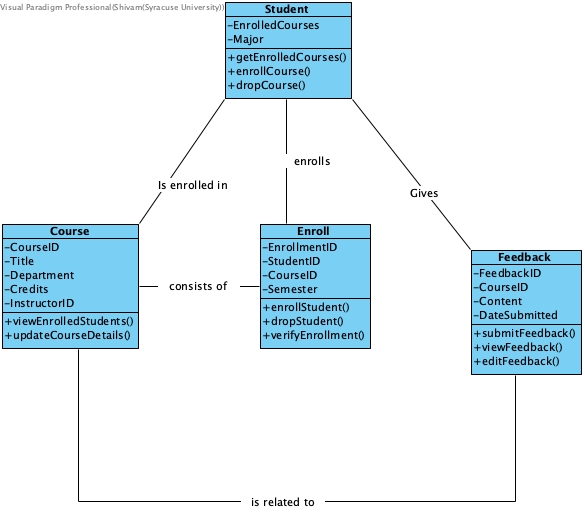 Visual Paradigm Professional(Shivam(Syracuse University))
Student
-EnrolledCourses
-Major
+getEnrolledCourses()
+enrollCourse()
+dropCourse()
Is enrolled in
enrolls
Gives
Course
-CourseID
-Title
-Department
-Credits
-InstructorID
+viewEnrolledStudents()
+updateCourseDetails()
consists of
Enroll
-EnrollmentID
-StudentID
-CourseID
-Semester
+enrollStudent()
+dropStudent()
+verifyEnrollment()
Feedback
-FeedbackID
-CourseID
-Content
-DateSubmitted
+submitFeedback()
+viewFeedback()
+editFeedback()
is related to